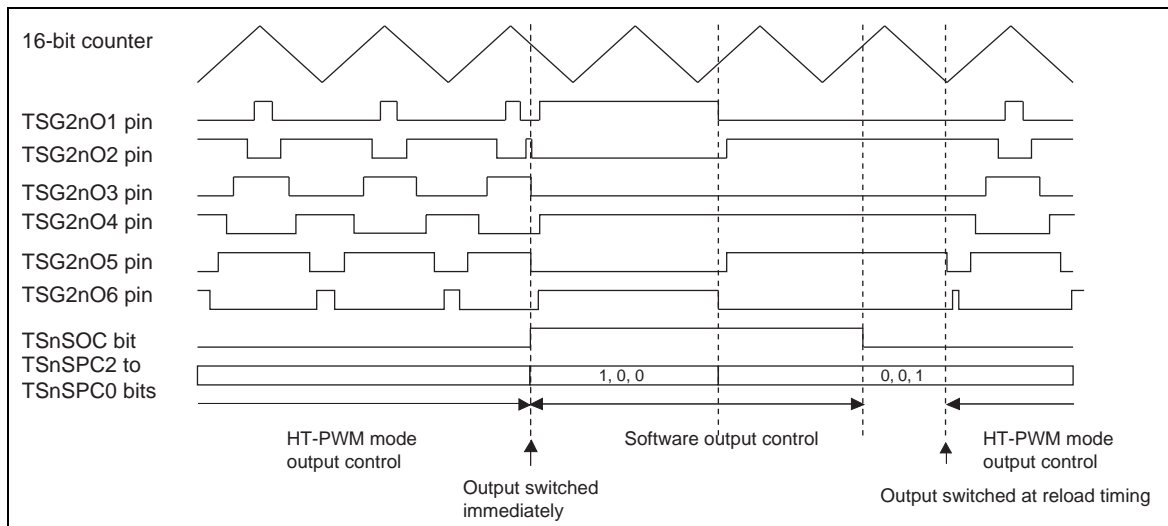 16-bit counter
TSG2nO1 pin
TSG2nO2 pin
TSG2nO3 pin
TSG2nO4 pin
TSG2nO5 pin
TSG2nO6 pin
TSnSOC bit
TSnSPC2 to
TSnSPC0 bits
1, 0, 0
0, 0, 1
HT-PWM mode
output control
Software output control
HT-PWM mode
output control
Output switched
immediately
Output switched at reload timing